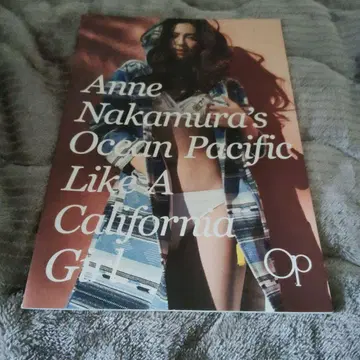 Anne
Nakamura's
Ocean Pacific
Like A
California
Girl
Op